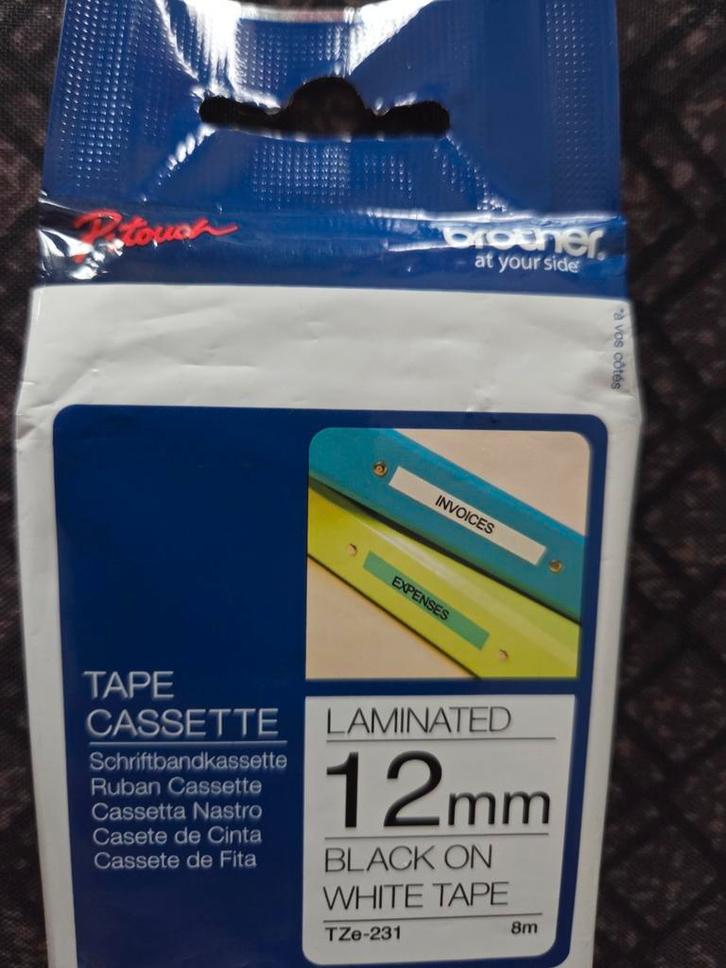 P-touch
brother
at your side*
*à vos côtés
INVOICES
EXPENSES
TAPE
CASSETTE
Schriftbandkassette
Ruban Cassette
Cassetta Nastro
Casete de Cinta
Cassete de Fita
LAMINATED
12mm
BLACK ON
WHITE TAPE
TZe-231 8m